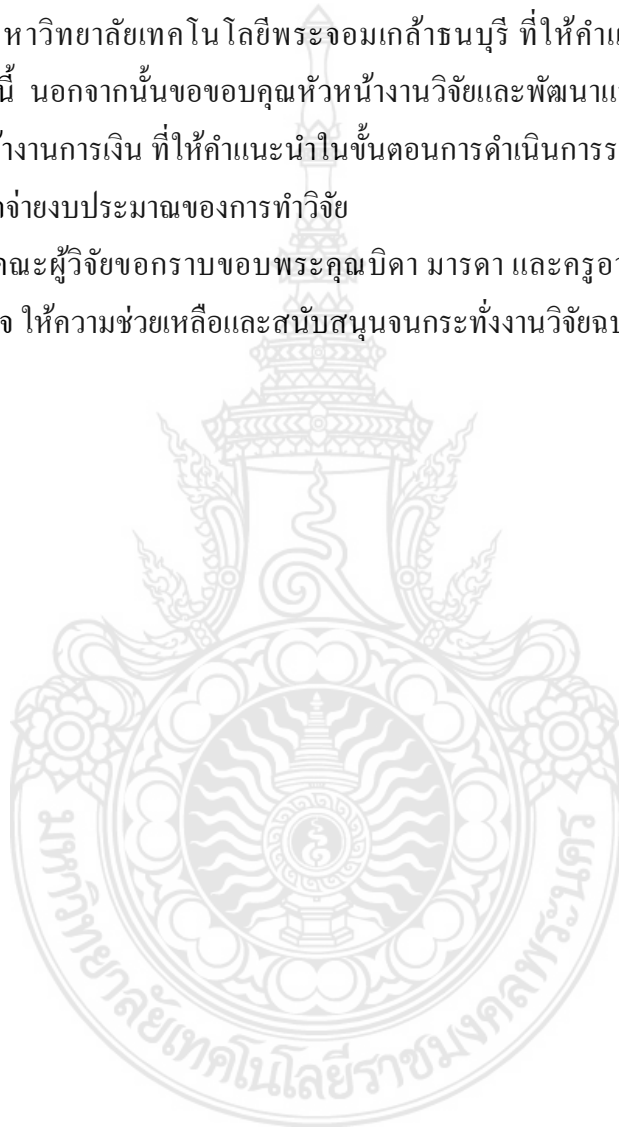 หาวิทยาลัยเทคโนโลยีพระจอมเกล้าธนบุรี ที่ให้คำแ
นี้ นอกจากนั้นขอขอบคุณหัวหน้างานวิจัยและพัฒนาแ
งานการเงิน ที่ให้คำแนะนำในขั้นตอนการดำเนินการร
จ่ายงบประมาณของการทำวิจัย
คณะผู้วิจัยขอกราบขอบพระคุณบิดา มารดา และครูอา
จ ให้ความช่วยเหลือและสนับสนุนจนกระทั่งงานวิจัยฉบ
มหาวิทยาลัยเทคโนโลยีราชมงคลพระนคร